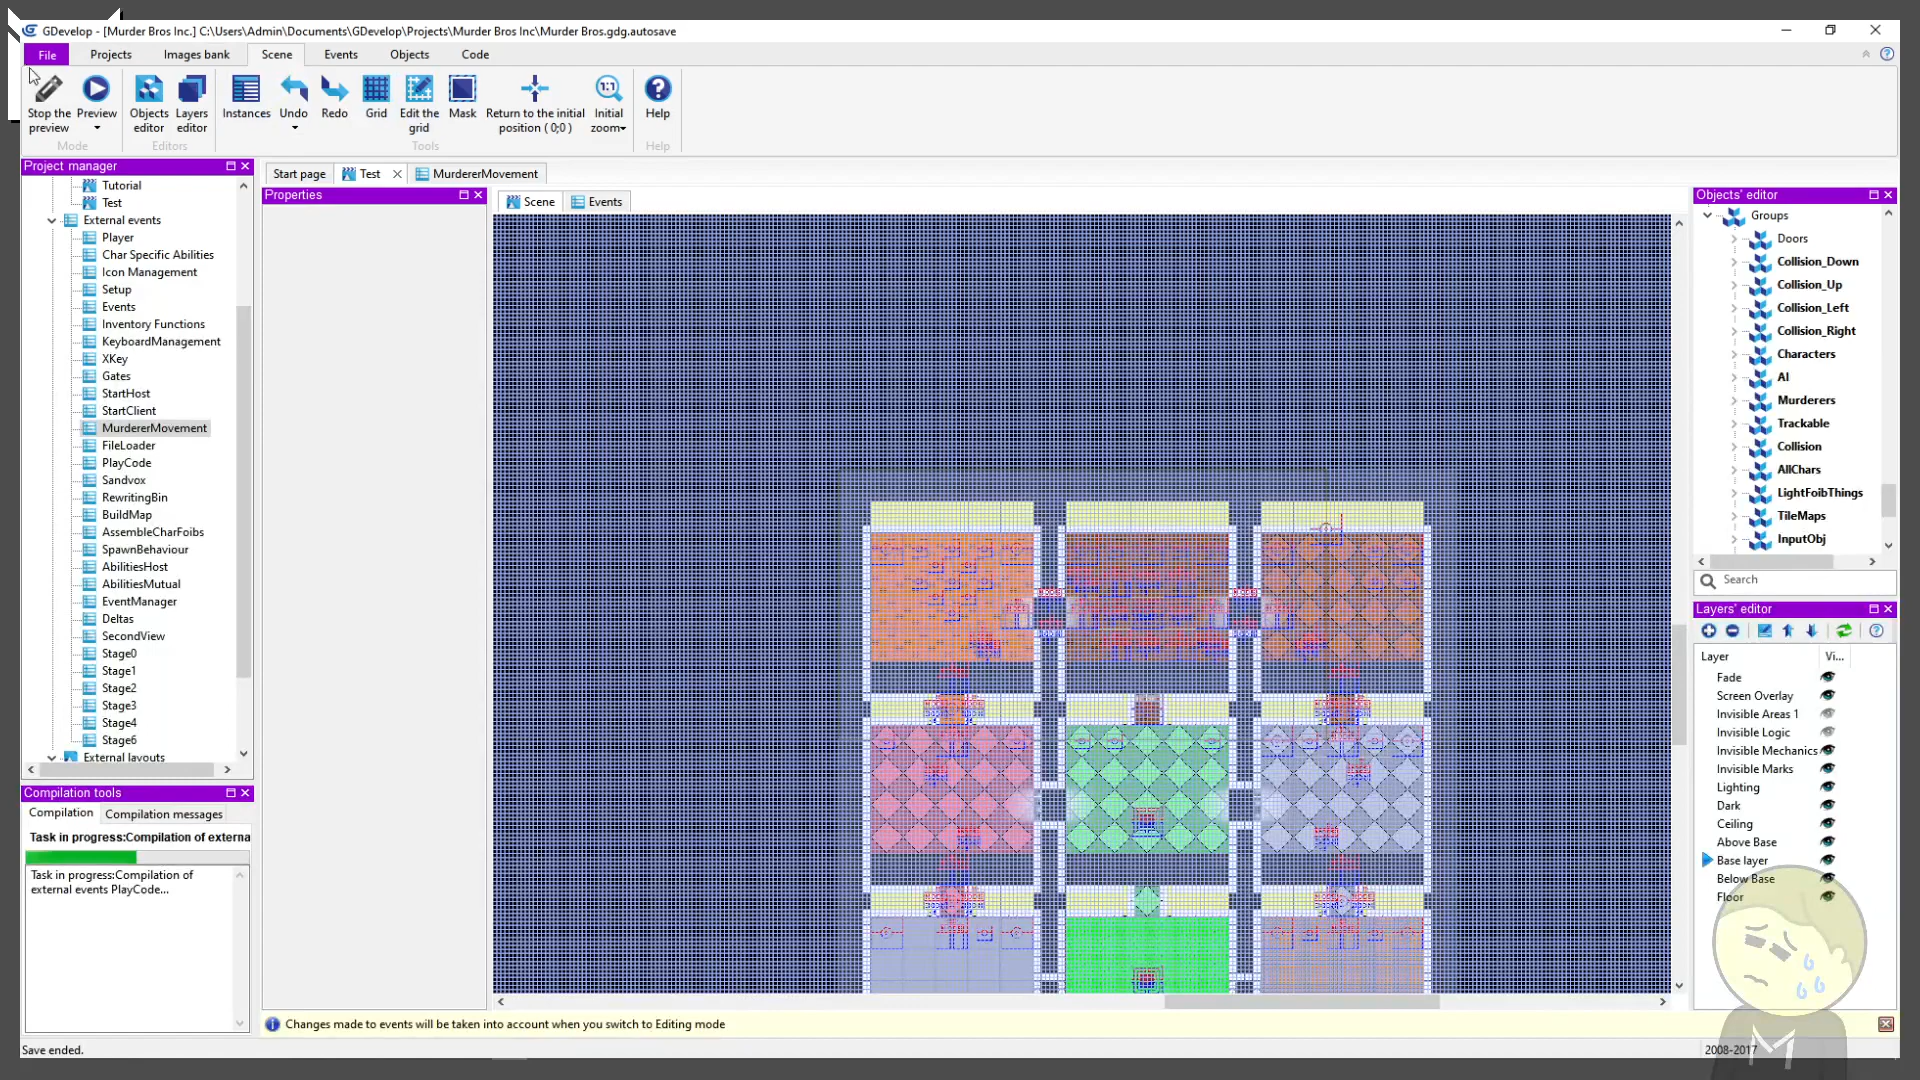 GDevelop - [Murder Bros Inc.] C:\Users\Admin\Documents\GDevelop\Projects\Murder Bros Inc\Murder Bros.gdg.autosave
File Projects Images bank Scene Events Objects Code
Stop the preview Preview Objects editor Layers editor Instances Undo Redo Grid Edit the grid Mask Return to the initial position ( 0;0 ) Initial zoom Help
Mode Editors Tools Help
Project manager
Tutorial
Test
External events
Player
Char Specific Abilities
Icon Management
Setup
Events
Inventory Functions
KeyboardManagement
XKey
Gates
StartHost
StartClient
MurdererMovement
FileLoader
PlayCode
Sandvox
RewritingBin
BuildMap
AssembleCharFoibs
SpawnBehaviour
AbilitiesHost
AbilitiesMutual
EventManager
Deltas
SecondView
Stage0
Stage1
Stage2
Stage3
Stage4
Stage6
External layouts
Compilation tools
Compilation Compilation messages
Task in progress:Compilation of externa
Task in progress:Compilation of
external events PlayCode...
Save ended.
Start page Test MurdererMovement
Properties
Scene Events
Changes made to events will be taken into account when you switch to Editing mode
Objects' editor
Groups
Doors
Collision_Down
Collision_Up
Collision_Left
Collision_Right
Characters
AI
Murderers
Trackable
Collision
AllChars
LightFoibThings
TileMaps
InputObj
Search
Layers' editor
Layer Vi...
Fade
Screen Overlay
Invisible Areas 1
Invisible Logic
Invisible Mechanics
Invisible Marks
Lighting
Dark
Ceiling
Above Base
Base layer
Below Base
Floor
2008-2017